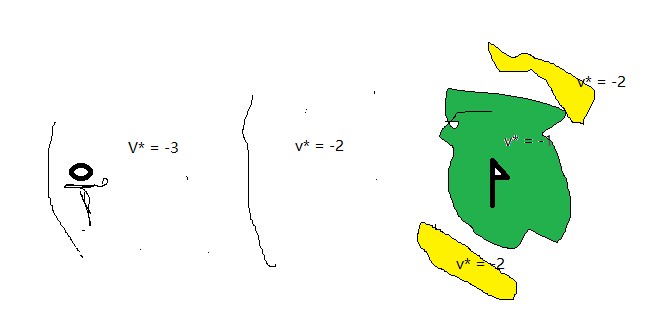 v* = -2
V* = -3
v* = -2
v* = -1
v* = -2